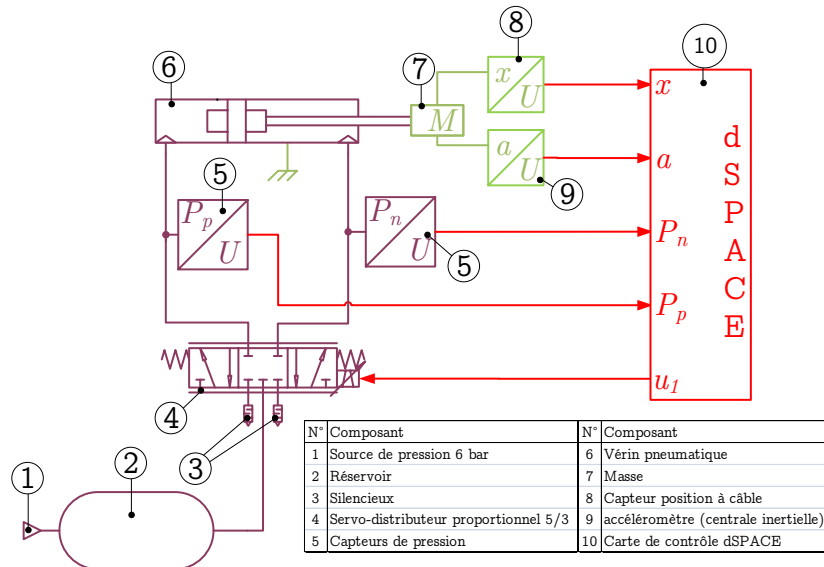 8
10
7
6
x
U
x
M
a
U
a
9
d
S
P
A
C
E
5
P_p
U
P_n
U
5
P_n
P_p
u_1
4
3
2
1
N° Composant N° Composant
1 Source de pression 6 bar 6 Vérin pneumatique
2 Réservoir 7 Masse
3 Silencieux 8 Capteur position à câble
4 Servo-distributeur proportionnel 5/3 9 accéléromètre (centrale inertielle)
5 Capteurs de pression 10 Carte de contrôle dSPACE